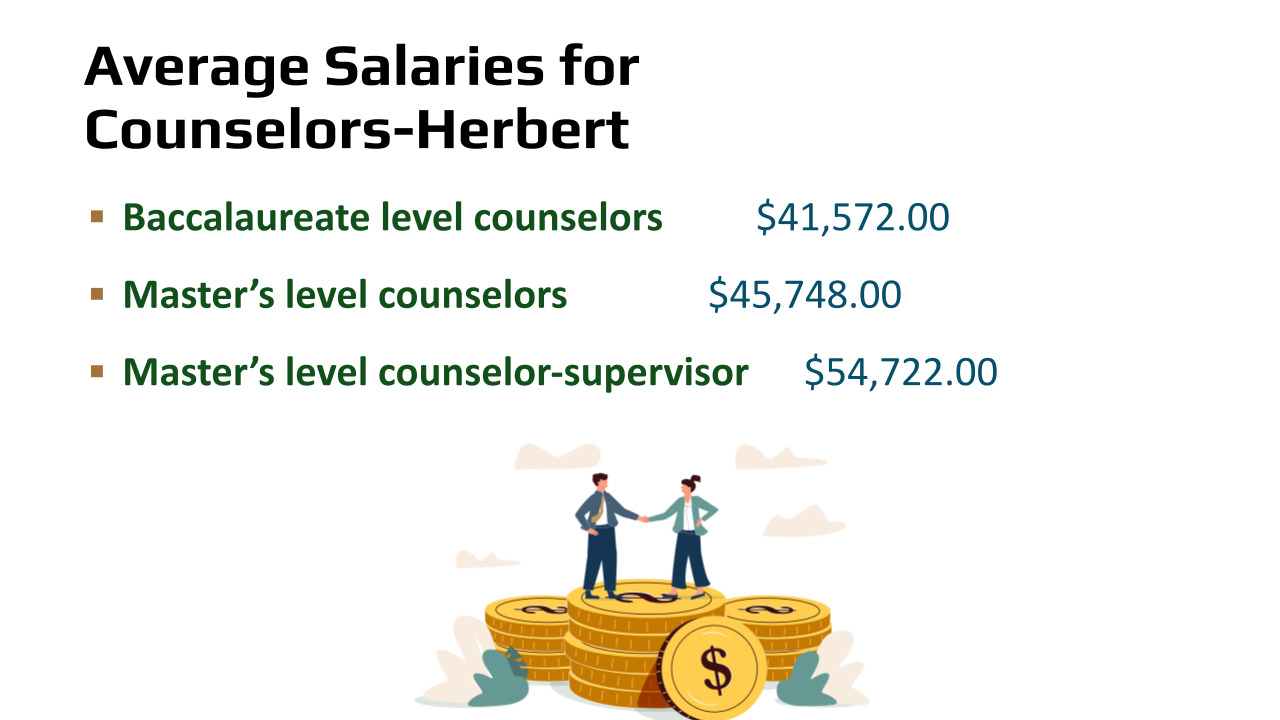 Average Salaries for
Counselors-Herbert
▪ Baccalaureate level counselors $41,572.00
▪ Master’s level counselors $45,748.00
▪ Master’s level counselor-supervisor $54,722.00
$